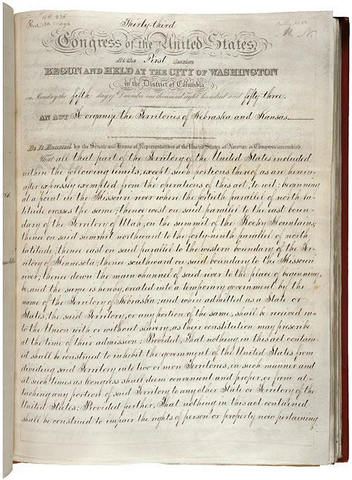 Thirty-third
Congress of the United States
At the First Session
BEGUN AND HELD AT THE CITY OF WASHINGTON
in the District of Columbia
on Monday the fifth day of December one thousand eight hundred and fifty-three.
AN ACT to organize the Territories of Nebraska and Kansas.
Be it Enacted by the Senate and House of Representatives of the United States of America in Congress assembled,
That all that part of the Territory of the United States included
within the following limits, except such portions thereof as are herein-
after expressly exempted from the operations of this act, to wit: beginning
at a point in the Missouri river where the fortieth parallel of north la-
titude crosses the same; thence west on said parallel to the east boun-
dary of the Territory of Utah, on the summit of the Rocky Mountains;
thence on said summit northward to the forty-ninth parallel of north
latitude; thence east on said parallel to the western boundary of the Ter-
ritory of Minnesota; thence southward on said boundary to the Missouri
river; thence down the main channel of said river to the place of beginning,
be, and the same is hereby, created into a temporary government by the
name of the Territory of Nebraska; and when admitted as a State or
States, the said Territory, or any portion of the same, shall be received in-
to the Union with or without slavery, as their constitution may prescribe
at the time of their admission: Provided, That nothing in this act contain-
ed shall be construed to inhibit the government of the United States from
dividing said Territory into two or more Territories, in such manner and
at such times as Congress shall deem convenient and proper, or from at-
taching any portion of said Territory to any other State or Territory of the
United States: Provided further, That nothing in this act contained
shall be construed to impair the rights of person or property now pertaining